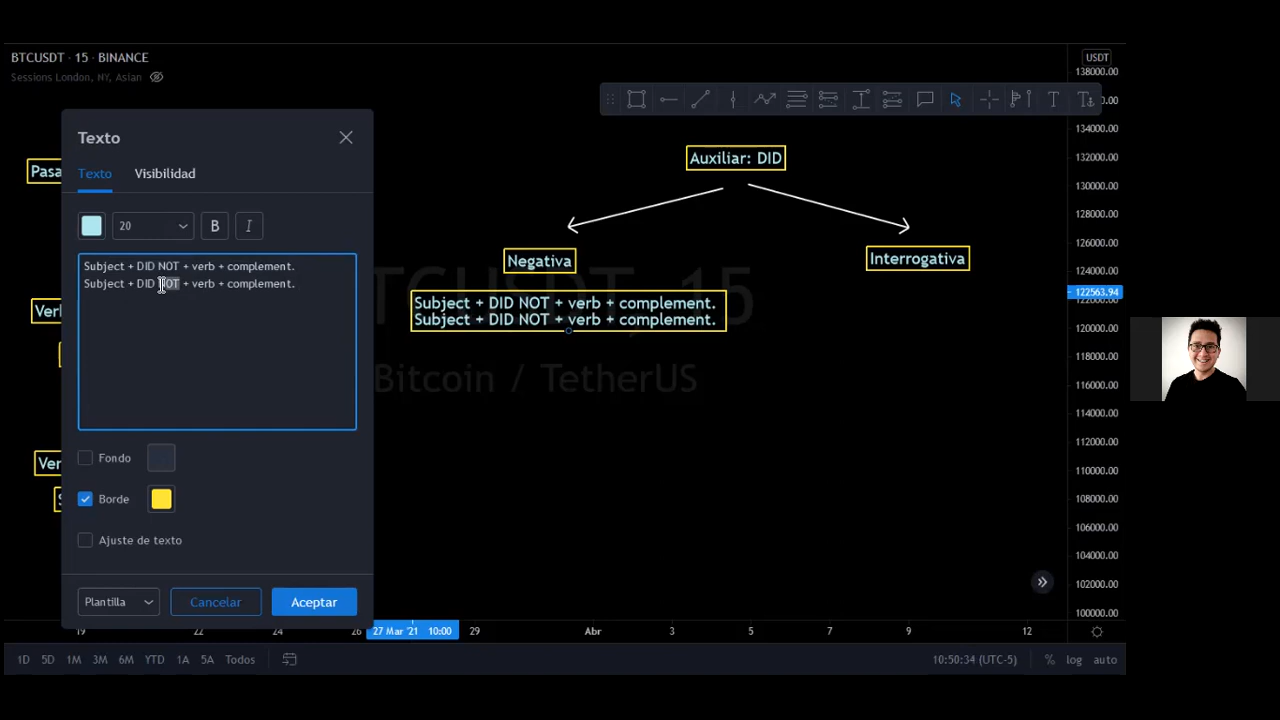 BTCUSDT · 15 · BINANCE
Sessions London, NY, Asian
USDT
138000.00
134000.00
132000.00
130000.00
128000.00
126000.00
124000.00
122563.94
122000.00
120000.00
118000.00
116000.00
114000.00
112000.00
110000.00
108000.00
106000.00
104000.00
102000.00
100000.00
Texto
Texto
Visibilidad
20
B
I
Subject + DID NOT + verb + complement.
Subject + DID NOT + verb + complement.
Fondo
Borde
Ajuste de texto
Plantilla
Cancelar
Aceptar
Auxiliar: DID
Negativa
Interrogativa
Subject + DID NOT + verb + complement.
Subject + DID NOT + verb + complement.
BTCUSDT, 15
Bitcoin / TetherUS
19
22
24
26
27 Mar '21 10:00
29
Abr
3
5
7
9
12
1D 5D 1M 3M 6M YTD 1A 5A Todos
10:50:34 (UTC-5)
% log auto